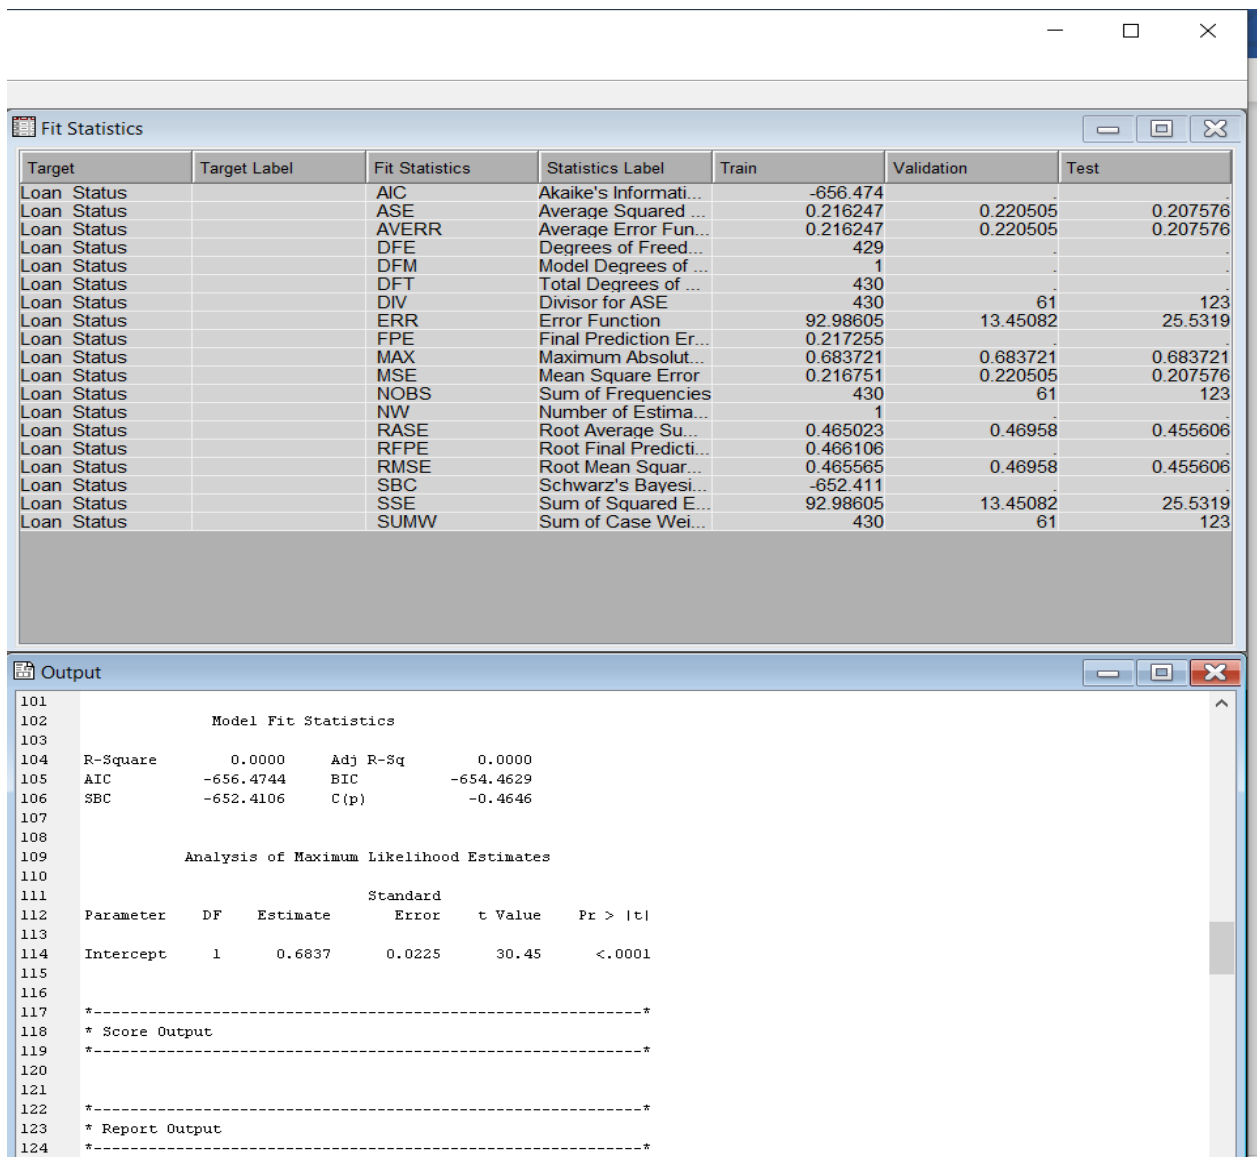 Fit Statistics
Target Target Label Fit Statistics Statistics Label Train Validation Test
Loan Status AIC Akaike's Informati... -656.474 . .
Loan Status ASE Average Squared ... 0.216247 0.220505 0.207576
Loan Status AVERR Average Error Fun... 0.216247 0.220505 0.207576
Loan Status DFE Degrees of Freed... 429 . .
Loan Status DFM Model Degrees of ... 1 . .
Loan Status DFT Total Degrees of ... 430 . .
Loan Status DIV Divisor for ASE 430 61 123
Loan Status ERR Error Function 92.98605 13.45082 25.5319
Loan Status FPE Final Prediction Er... 0.217255 . .
Loan Status MAX Maximum Absolut... 0.683721 0.683721 0.683721
Loan Status MSE Mean Square Error 0.216751 0.220505 0.207576
Loan Status NOBS Sum of Frequencies 430 61 123
Loan Status NW Number of Estima... 1 . .
Loan Status RASE Root Average Su... 0.465023 0.46958 0.455606
Loan Status RFPE Root Final Predicti... 0.466106 . .
Loan Status RMSE Root Mean Squar... 0.465565 0.46958 0.455606
Loan Status SBC Schwarz's Bayesi... -652.411 . .
Loan Status SSE Sum of Squared E... 92.98605 13.45082 25.5319
Loan Status SUMW Sum of Case Wei... 430 61 123
Output
101
102 Model Fit Statistics
103
104 R-Square 0.0000 Adj R-Sq 0.0000
105 AIC -656.4744 BIC -654.4629
106 SBC -652.4106 C(p) -0.4646
107
108
109 Analysis of Maximum Likelihood Estimates
110
111 Standard
112 Parameter DF Estimate Error t Value Pr > |t|
113
114 Intercept 1 0.6837 0.0225 30.45 <.0001
115
116
117 *------------------------------------------------------------*
118 * Score Output
119 *------------------------------------------------------------*
120
121
122 *------------------------------------------------------------*
123 * Report Output
124 *------------------------------------------------------------*